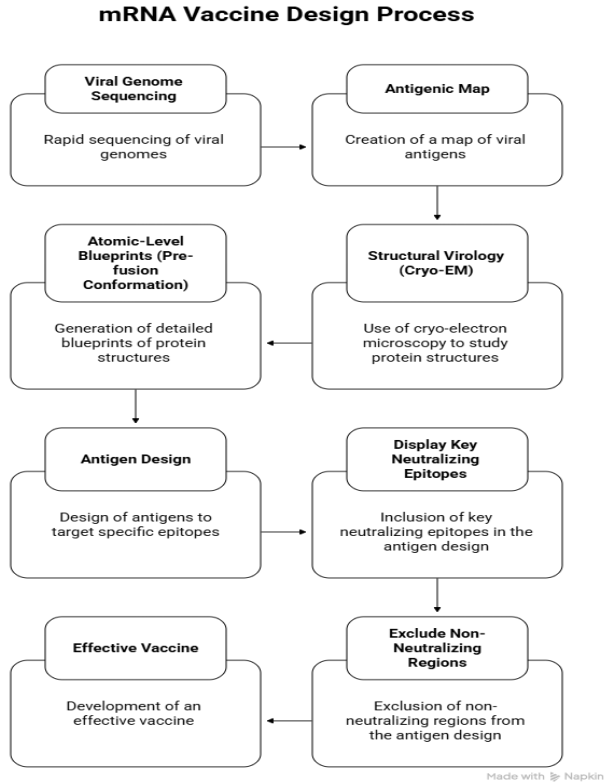 mRNA Vaccine Design Process
Viral Genome
Sequencing
Rapid sequencing of viral
genomes
Antigenic Map
Creation of a map of viral
antigens
Structural Virology
(Cryo-EM)
Use of cryo-electron
microscopy to study
protein structures
Atomic-Level
Blueprints (Pre-
fusion
Conformation)
Generation of detailed
blueprints of protein
structures
Antigen Design
Design of antigens to
target specific epitopes
Display Key
Neutralizing
Epitopes
Inclusion of key
neutralizing epitopes in the
antigen design
Exclude Non-
Neutralizing
Regions
Exclusion of non-
neutralizing regions from
the antigen design
Effective Vaccine
Development of an
effective vaccine
Made with Napkin